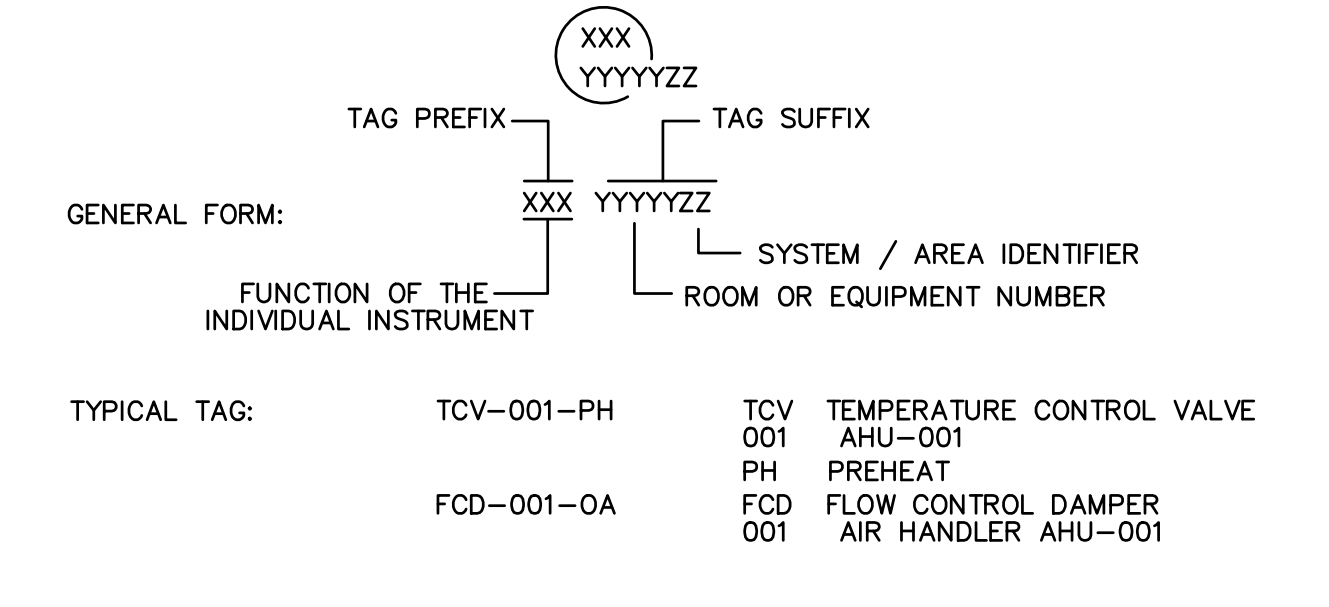 XXX
YYYYYZZ
TAG PREFIX
TAG SUFFIX
GENERAL FORM:
XXX YYYYYZZ
SYSTEM / AREA IDENTIFIER
FUNCTION OF THE
INDIVIDUAL INSTRUMENT
ROOM OR EQUIPMENT NUMBER
TYPICAL TAG:
TCV-001-PH
TCV TEMPERATURE CONTROL VALVE
001 AHU-001
PH PREHEAT
FCD-001-OA
FCD FLOW CONTROL DAMPER
001 AIR HANDLER AHU-001